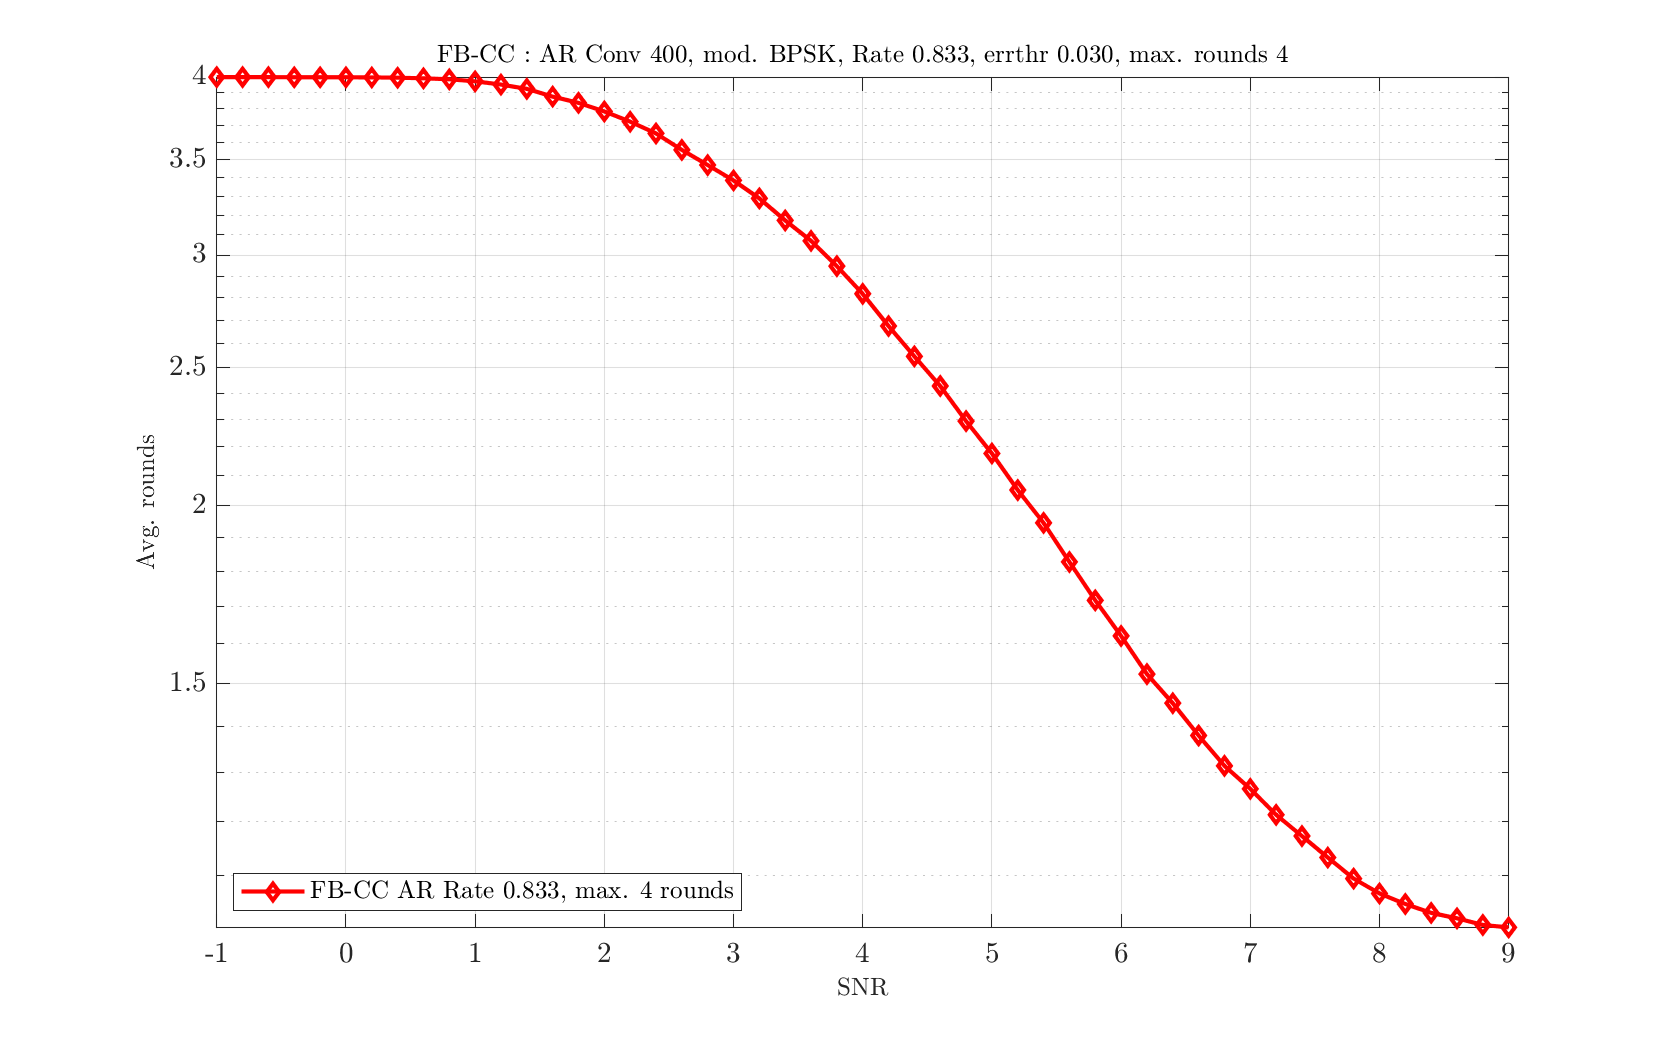 FB-CC : AR Conv 400, mod. BPSK, Rate 0.833, errthr 0.030, max. rounds 4
4
3.5
3
2.5
2
1.5
Avg. rounds
FB-CC AR Rate 0.833, max. 4 rounds
-1 0 1 2 3 4 5 6 7 8 9
SNR